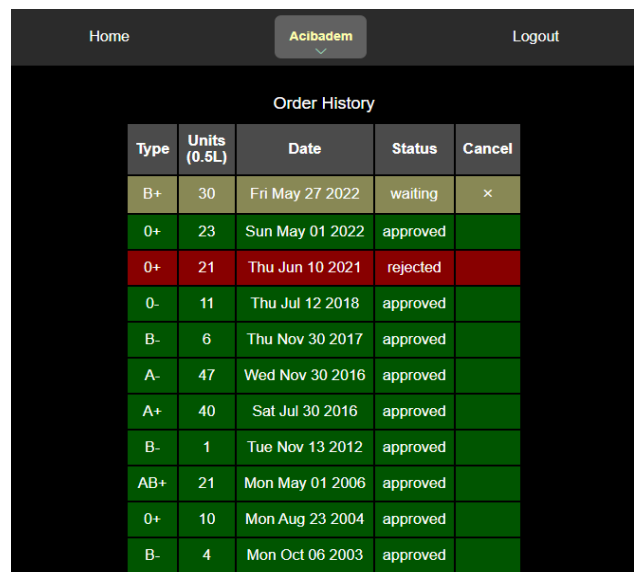 Home Acibadem Logout
Order History
Type Units (0.5L) Date Status Cancel
B+ 30 Fri May 27 2022 waiting ×
0+ 23 Sun May 01 2022 approved
0+ 21 Thu Jun 10 2021 rejected
0- 11 Thu Jul 12 2018 approved
B- 6 Thu Nov 30 2017 approved
A- 47 Wed Nov 30 2016 approved
A+ 40 Sat Jul 30 2016 approved
B- 1 Tue Nov 13 2012 approved
AB+ 21 Mon May 01 2006 approved
0+ 10 Mon Aug 23 2004 approved
B- 4 Mon Oct 06 2003 approved